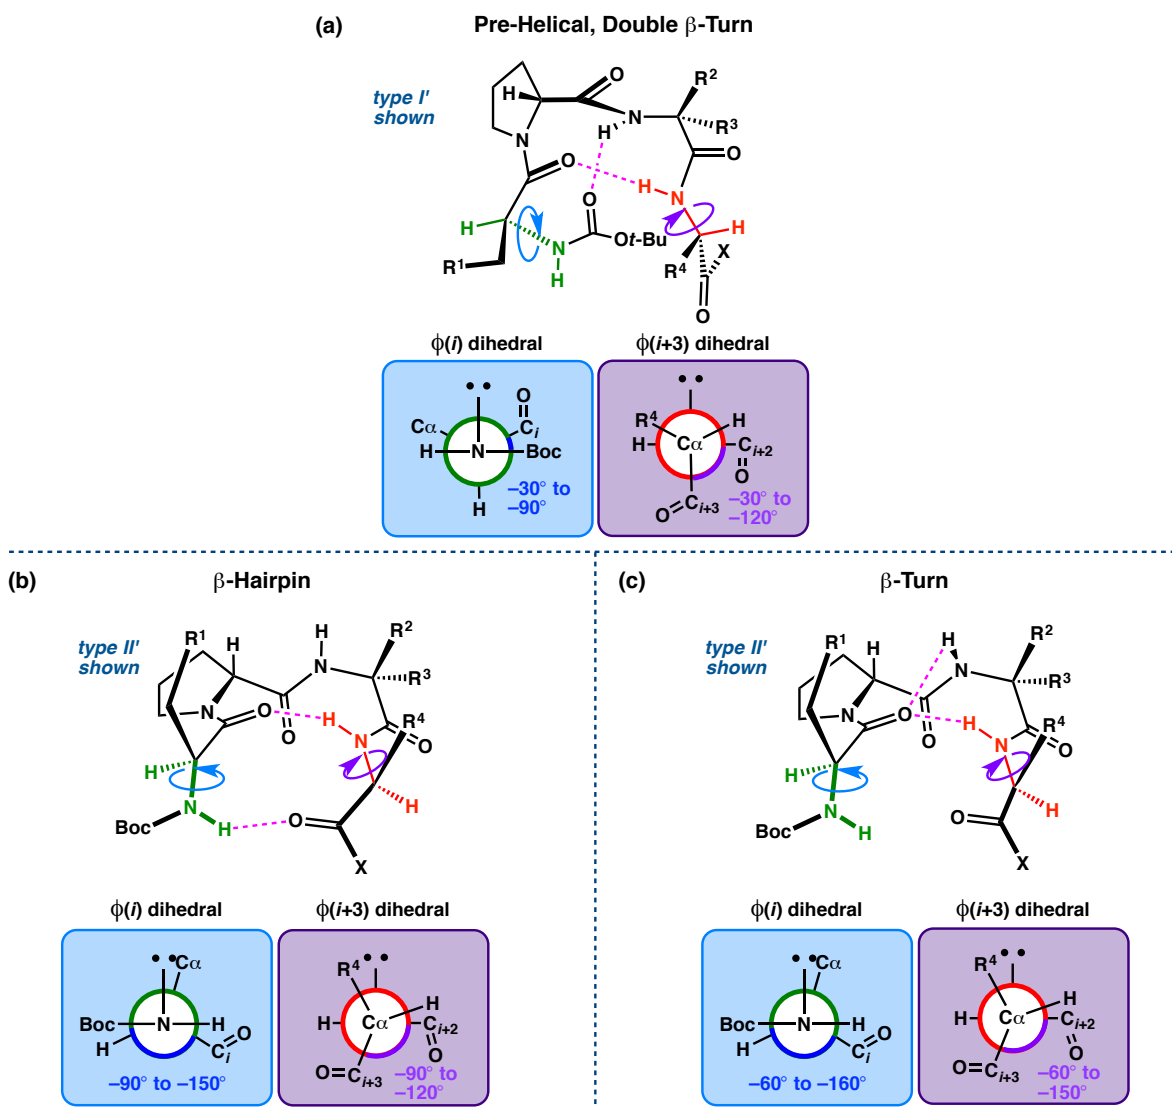 (a)
Pre-Helical, Double β-Turn
type I'
shown
H
O
R²
N
H
R³
N
O
O
H
N
O
H
N
H
Ot-Bu
X
R¹
H
R⁴
O
ϕ(i) dihedral
ϕ(i+3) dihedral
O
Cα
Ci
H
N
Boc
H
–30° to
–90°
R⁴
H
H
Cα
Ci+2
O
O
Ci+3
–30° to
–120°
(b)
β-Hairpin
type II'
shown
R¹
H
H
R²
N
R³
N
O
O
H
R⁴
N
O
H
N
H
Boc
H
O
X
ϕ(i) dihedral
ϕ(i+3) dihedral
Cα
Boc
N
H
H
O
Ci
–90° to –150°
R⁴
H
H
Cα
Ci+2
O
O
Ci+3
–90° to
–120°
(c)
β-Turn
type II'
shown
R¹
H
H
R²
N
R³
N
O
O
H
R⁴
N
O
H
N
H
Boc
H
O
X
ϕ(i) dihedral
ϕ(i+3) dihedral
Cα
Boc
N
H
H
O
Ci
–60° to –160°
R⁴
H
H
Cα
Ci+2
O
O
Ci+3
–60° to
–150°